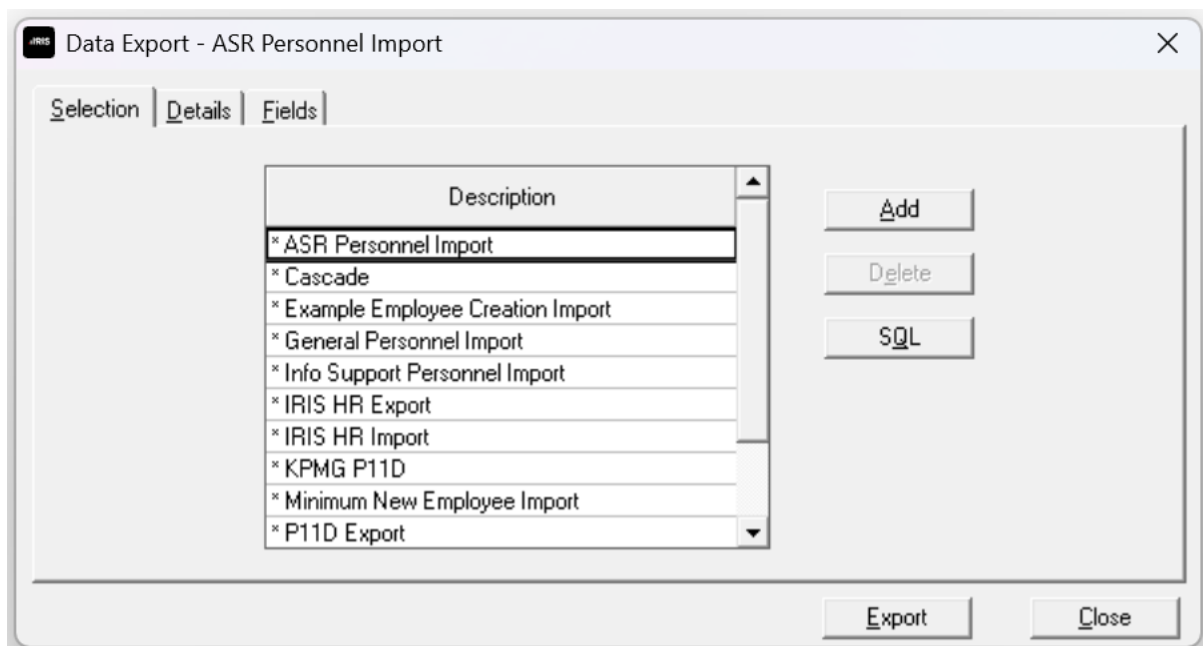 IRIS Data Export - ASR Personnel Import
Selection Details Fields
Description
* ASR Personnel Import
* Cascade
* Example Employee Creation Import
* General Personnel Import
* Info Support Personnel Import
* IRIS HR Export
* IRIS HR Import
* KPMG P11D
* Minimum New Employee Import
* P11D Export
Add
Delete
SQL
Export Close